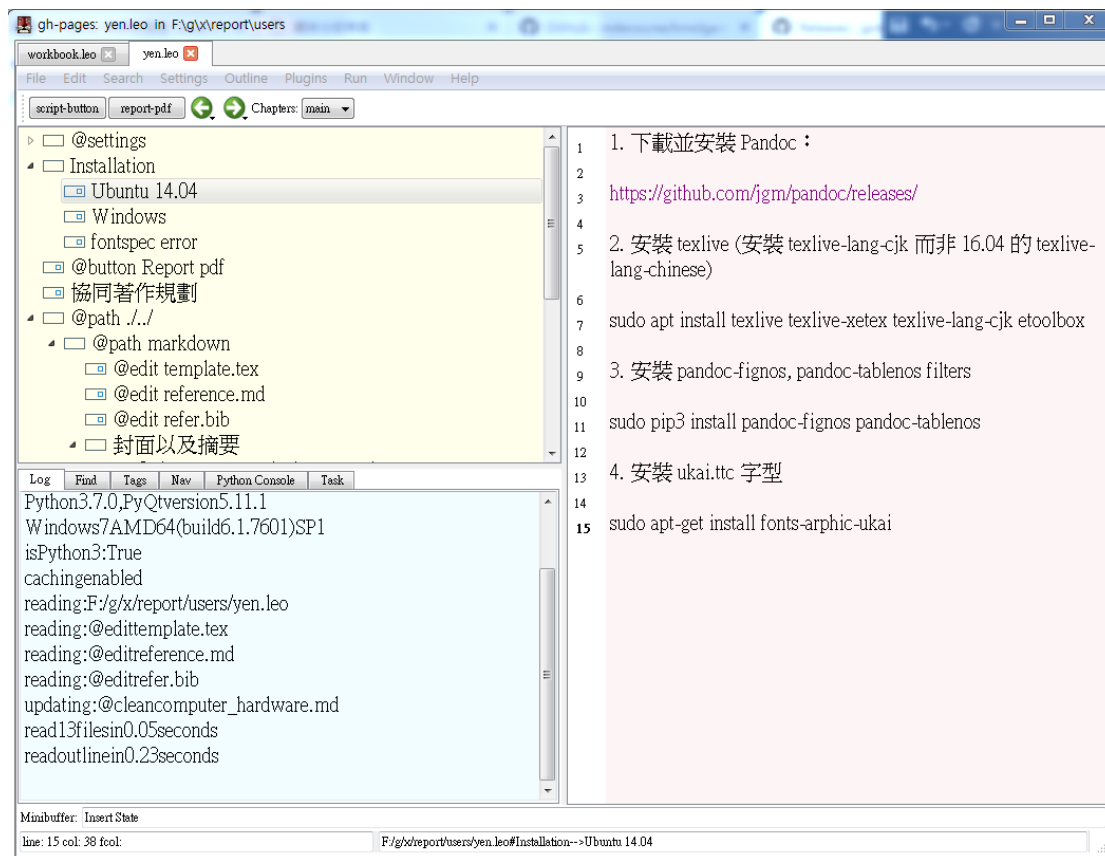 gh-pages: yen.leo in F:\g\x\report\users
workbook.leo yen.leo
File Edit Search Settings Outline Plugins Run Window Help
script-button report-pdf Chapters: main
@settings
Installation
Ubuntu 14.04
Windows
fontspec error
@button Report pdf
協同著作規劃
@path ./../
@path markdown
@edit template.tex
@edit reference.md
@edit refer.bib
封面以及摘要
1 1. 下載並安裝 Pandoc：
2
3 https://github.com/jgm/pandoc/releases/
4
5 2. 安裝 texlive (安裝 texlive-lang-cjk 而非 16.04 的 texlive-
lang-chinese)
6
7 sudo apt install texlive texlive-xetex texlive-lang-cjk etoolbox
8
9 3. 安裝 pandoc-fignos, pandoc-tablenos filters
10
11 sudo pip3 install pandoc-fignos pandoc-tablenos
12
13 4. 安裝 ukai.ttc 字型
14
15 sudo apt-get install fonts-arphic-ukai
Log Find Tags Nav Python Console Task
Python3.7.0,PyQtversion5.11.1
Windows7AMD64(build6.1.7601)SP1
isPython3:True
cachingenabled
reading:F:/g/x/report/users/yen.leo
reading:@edittemplate.tex
reading:@editreference.md
reading:@editrefer.bib
updating:@cleancomputer_hardware.md
read13filesin0.05seconds
readoutlinein0.23seconds
Minibuffer: Insert State
line: 15 col: 38 fcol: F:/g/x/report/users/yen.leo#Installation-->Ubuntu 14.04